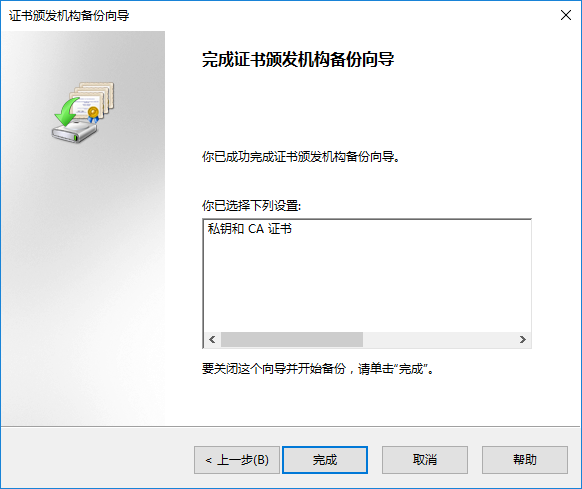 证书颁发机构备份向导
完成证书颁发机构备份向导
你已成功完成证书颁发机构备份向导。
你已选择下列设置:
私钥和 CA 证书
要关闭这个向导并开始备份，请单击"完成"。
< 上一步(B)
完成
取消
帮助